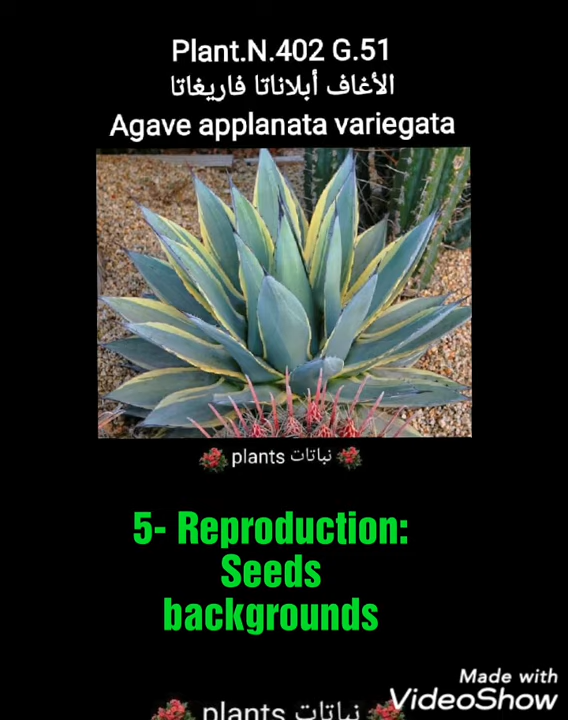 Plant.N.402 G.51
الأغاف أبلاناتا فاريغاتا
Agave applanata variegata
plants نباتات
5- Reproduction:
Seeds
backgrounds
Made with
VideoShow
plants نباتات